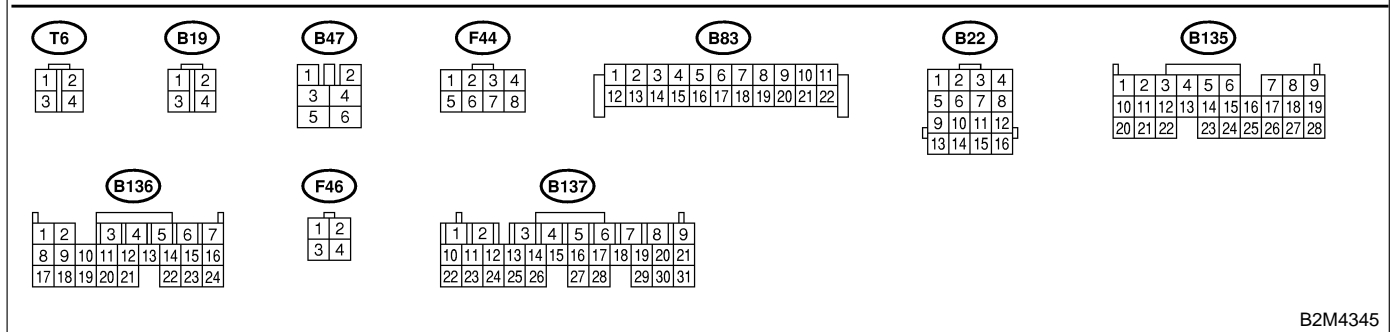 T6 B19 B47 F44 B83 B22 B135
1 2 1 2 1 2 1 2 3 4 1 2 3 4 5 6 7 8 9 10 11 1 2 3 4 1 2 3 4 5 6 7 8 9
3 4 3 4 3 4 5 6 7 8 12 13 14 15 16 17 18 19 20 21 22 5 6 7 8 10 11 12 13 14 15 16 17 18 19
5 6 9 10 11 12 20 21 22 23 24 25 26 27 28
13 14 15 16
B136 F46 B137
1 2 3 4 5 6 7 1 2 1 2 3 4 5 6 7 8 9
8 9 10 11 12 13 14 15 16 3 4 10 11 12 13 14 15 16 17 18 19 20 21
17 18 19 20 21 22 23 24 22 23 24 25 26 27 28 29 30 31
B2M4345